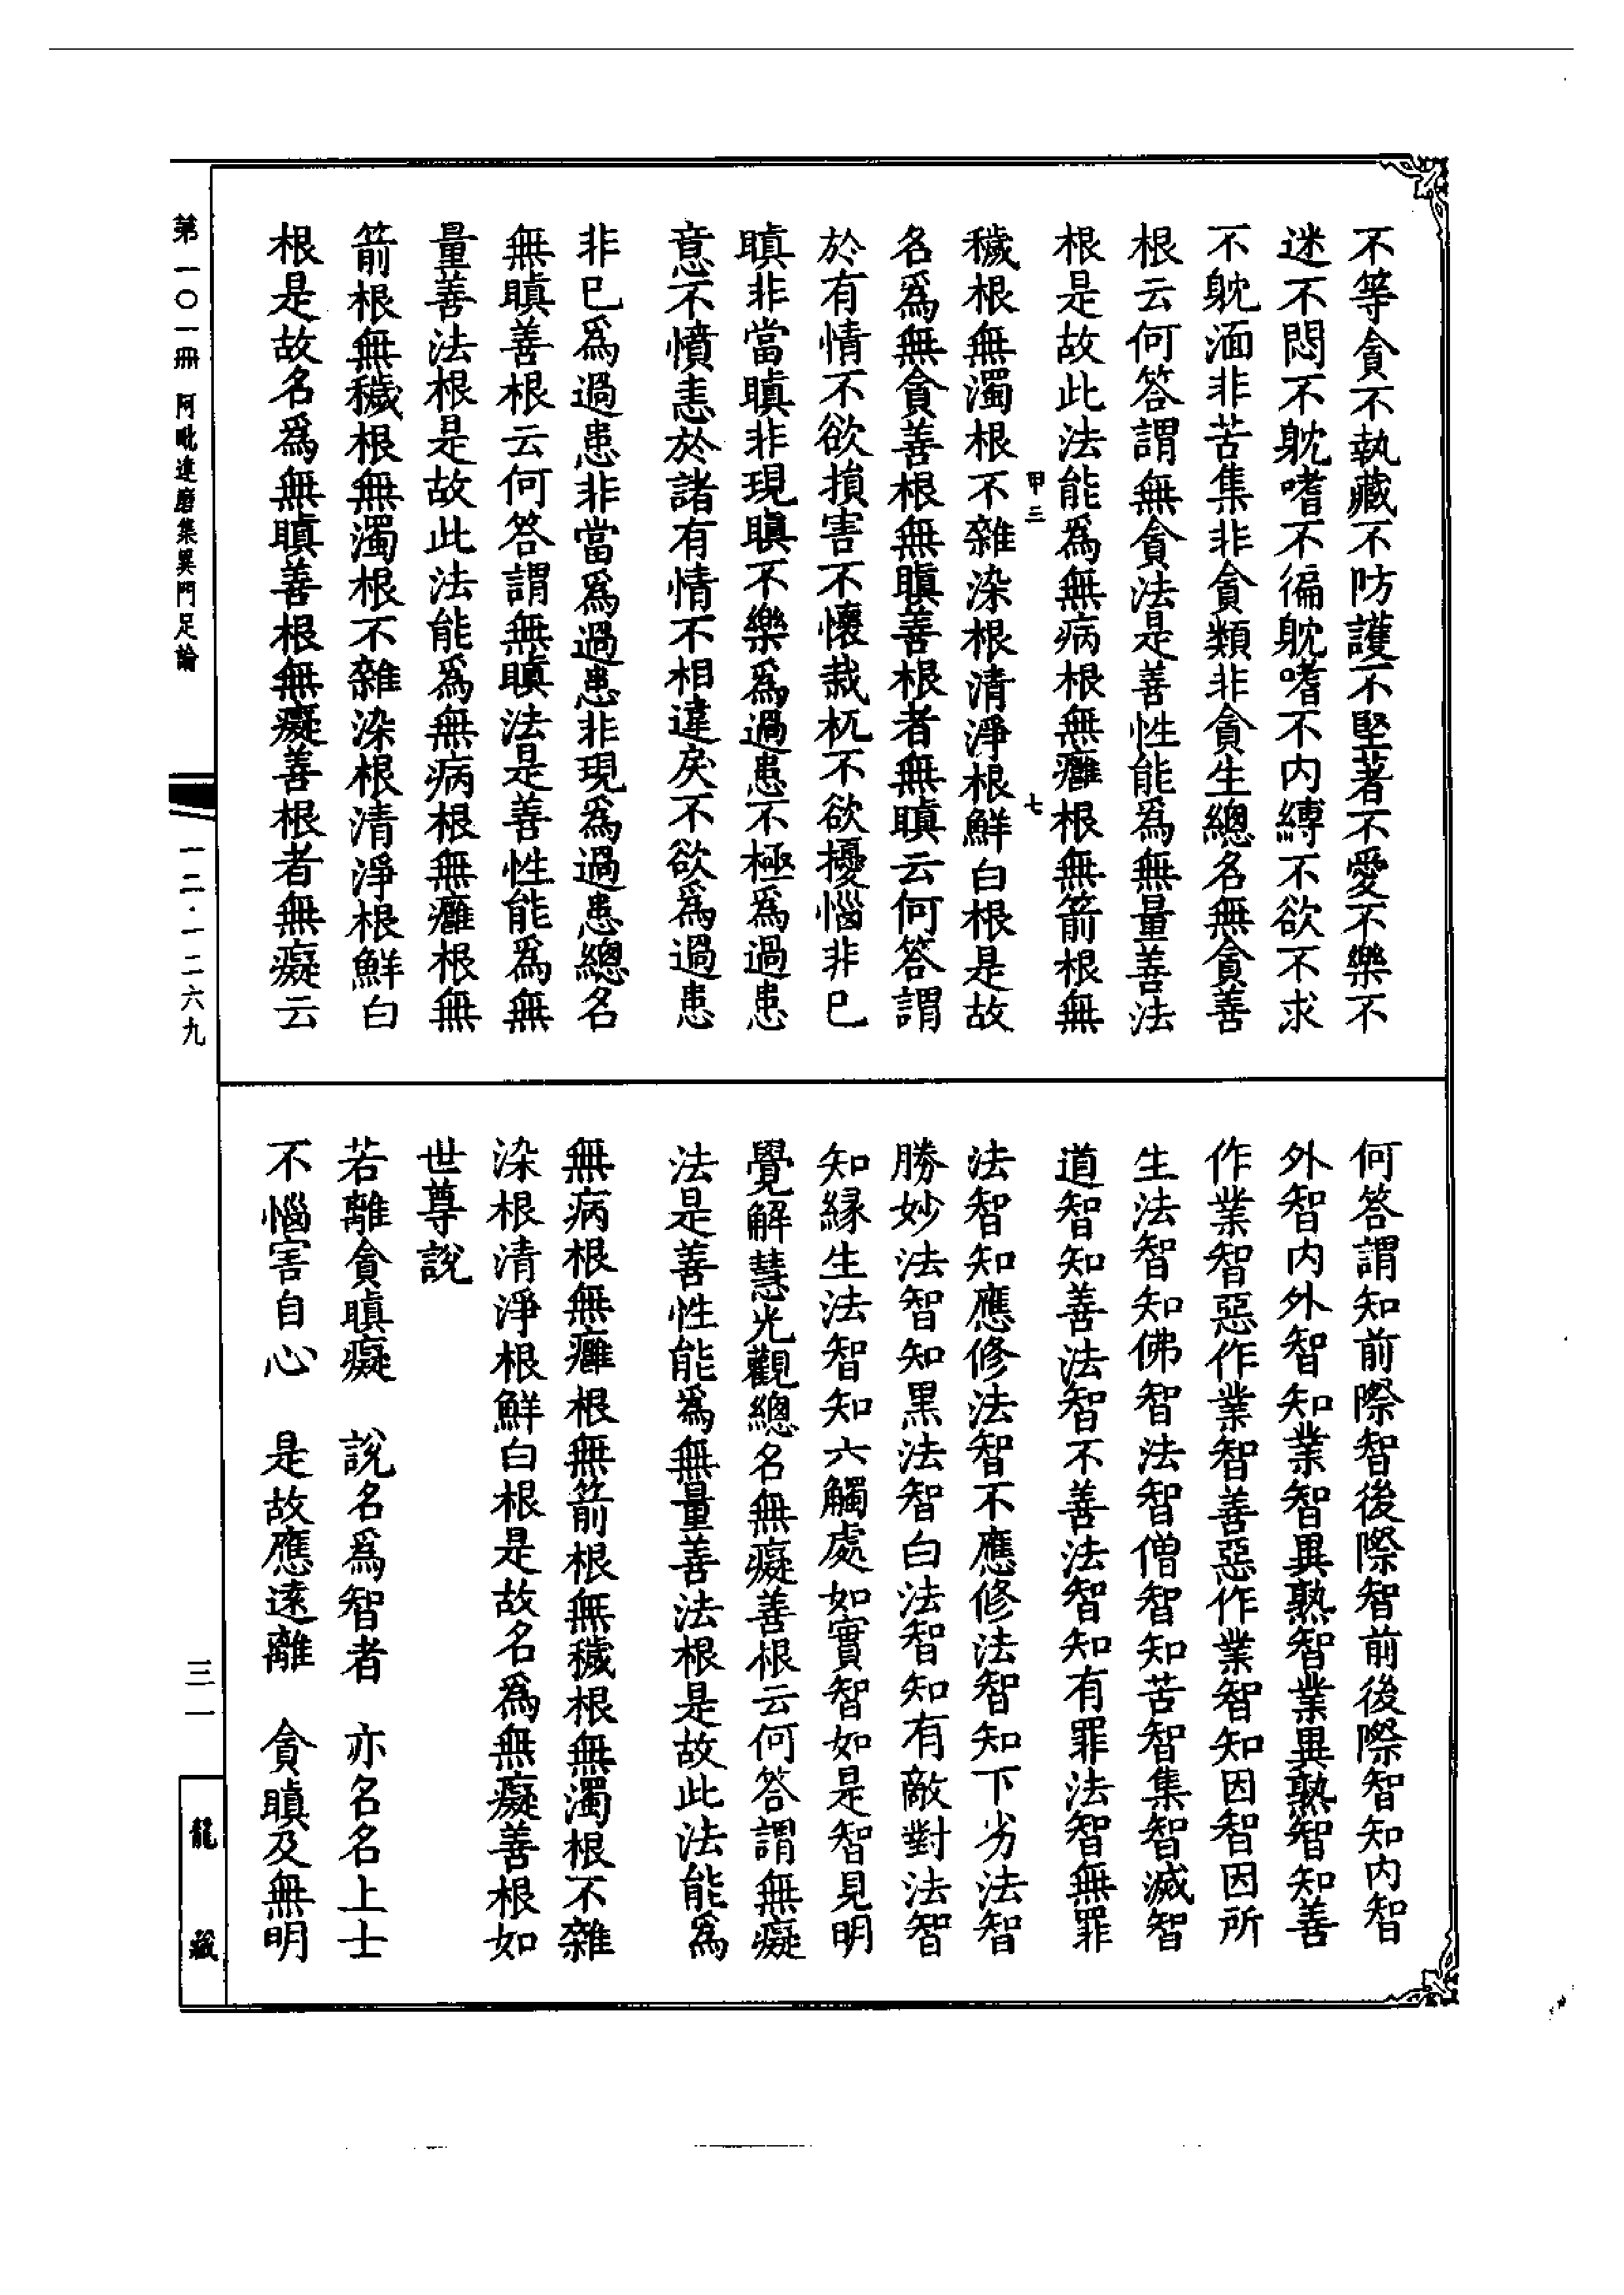 不等貪不執藏不防護不堅著不愛不樂不
迷不悶不躭嗜不徧躭嗜不内縛不欲不求
不躭湎非苦集非貪類非貪生總名無貪善
根云何答謂無貪法是善性能爲無量善法
根是故此法能爲無病根無癰根無箭根無
甲三 七
穢根無濁根不雜染根清淨根鮮白根是故
名爲無貪善根無瞋善根者無瞋云何答謂
於有情不欲損害不懷栽杌不欲擾惱非已
瞋非當瞋非現瞋不樂爲過患不極爲過患
意不憤恚於諸有情不相違戾不欲爲過患
非已爲過患非當爲過患非現爲過患總名
無瞋善根云何答謂無瞋法是善性能爲無
量善法根是故此法能爲無病根無癰根無
箭根無穢根無濁根不雜染根清淨根鮮白
根是故名爲無瞋善根無癡善根者無癡云
何答謂知前際智後際智前後際智知内智
外智内外智知業智異熟智業異熟智知善
作業智惡作業智善惡作業智知因智因所
生法智知佛智法智僧智知苦智集智滅智
道智知善法智不善法智知有罪法智無罪
法智知應修法智不應修法智知下劣法智
勝妙法智知黒法智白法智知有敵對法智
知縁生法智知六觸處如實智如是智見明
覺解慧光觀總名無癡善根云何答謂無癡
法是善性能爲無量善法根是故此法能爲
無病根無癰根無箭根無穢根無濁根不雜
染根清淨根鮮白根是故名爲無癡善根如
世尊說
若離貪瞋癡　說名爲智者　亦名名上士
不惱害自心　是故應遠離　貪瞋及無明
第一〇一冊　阿毗達磨集異門足論
一二·一二六九
三一
龍藏